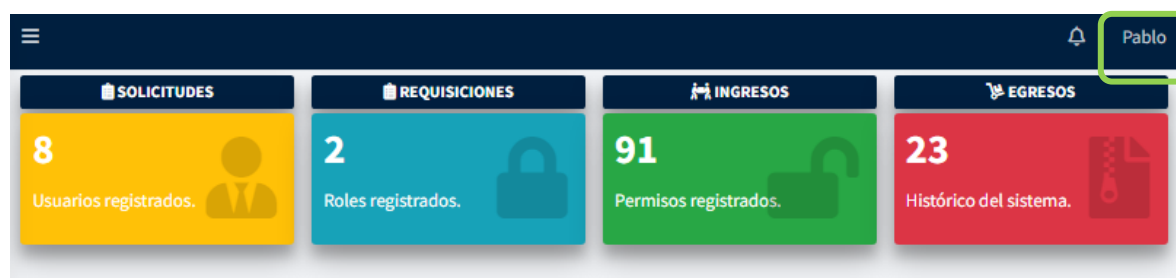 Pablo
SOLICITUDES
REQUISICIONES
INGRESOS
EGRESOS
8
2
91
23
Usuarios registrados.
Roles registrados.
Permisos registrados.
Histórico del sistema.